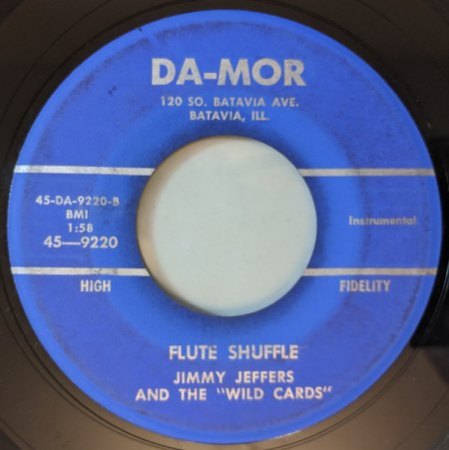 DA-MOR
120 SO. BATAVIA AVE.
BATAVIA, ILL.
45-DA-9220-B
BMI
1:58
45—9220
Instrumental
HIGH FIDELITY
FLUTE SHUFFLE
JIMMY JEFFERS
AND THE "WILD CARDS"